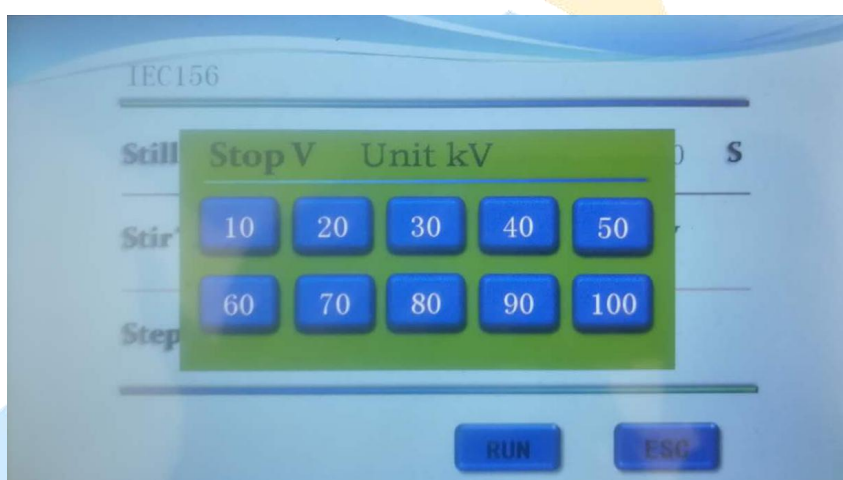 IEC156
Still S
Stop V Unit kV
10 20 30 40 50
Stir
60 70 80 90 100
Step
RUN ESC